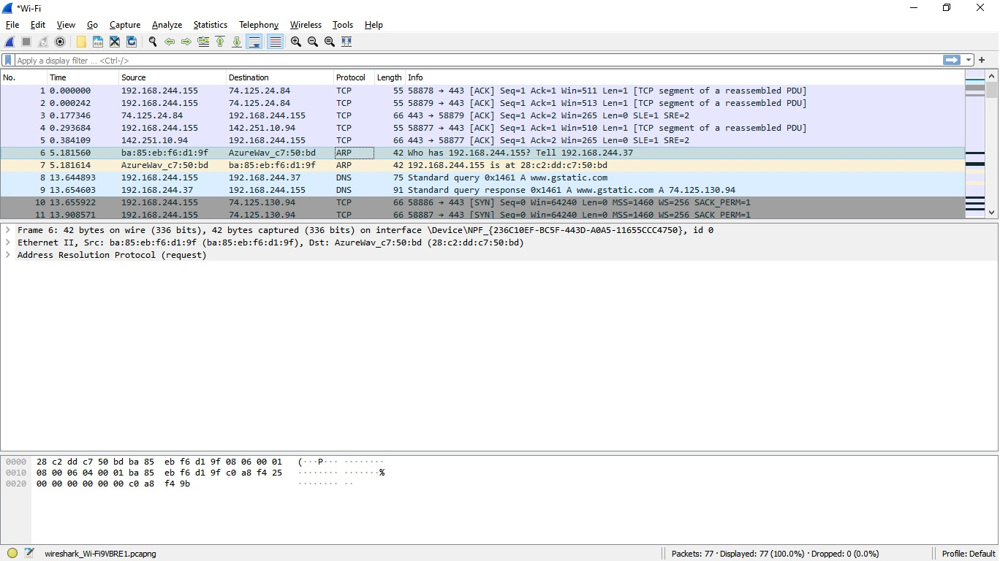 *Wi-Fi
File Edit View Go Capture Analyze Statistics Telephony Wireless Tools Help
Apply a display filter ... <Ctrl-/>
No. Time Source Destination Protocol Length Info
1 0.000000 192.168.244.155 74.125.24.84 TCP 55 58878 → 443 [ACK] Seq=1 Ack=1 Win=511 Len=1 [TCP segment of a reassembled PDU]
2 0.000242 192.168.244.155 74.125.24.84 TCP 55 58879 → 443 [ACK] Seq=1 Ack=1 Win=513 Len=1 [TCP segment of a reassembled PDU]
3 0.177346 74.125.24.84 192.168.244.155 TCP 66 443 → 58879 [ACK] Seq=1 Ack=2 Win=265 Len=0 SLE=1 SRE=2
4 0.293684 192.168.244.155 142.251.10.94 TCP 55 58877 → 443 [ACK] Seq=1 Ack=1 Win=510 Len=1 [TCP segment of a reassembled PDU]
5 0.384109 142.251.10.94 192.168.244.155 TCP 66 443 → 58877 [ACK] Seq=1 Ack=2 Win=265 Len=0 SLE=1 SRE=2
6 5.181560 ba:85:eb:f6:d1:9f AzureWav_c7:50:bd ARP 42 Who has 192.168.244.155? Tell 192.168.244.37
7 5.181614 AzureWav_c7:50:bd ba:85:eb:f6:d1:9f ARP 42 192.168.244.155 is at 28:c2:dd:c7:50:bd
8 13.644893 192.168.244.155 192.168.244.37 DNS 75 Standard query 0x1461 A www.gstatic.com
9 13.654603 192.168.244.37 192.168.244.155 DNS 91 Standard query response 0x1461 A www.gstatic.com A 74.125.130.94
10 13.655922 192.168.244.155 74.125.130.94 TCP 66 58886 → 443 [SYN] Seq=0 Win=64240 Len=0 MSS=1460 WS=256 SACK_PERM=1
11 13.908571 192.168.244.155 74.125.130.94 TCP 66 58887 → 443 [SYN] Seq=0 Win=64240 Len=0 MSS=1460 WS=256 SACK_PERM=1
Frame 6: 42 bytes on wire (336 bits), 42 bytes captured (336 bits) on interface \Device\NPF_{236C10EF-BC5F-443D-A0A5-11655CCC4750}, id 0
Ethernet II, Src: ba:85:eb:f6:d1:9f (ba:85:eb:f6:d1:9f), Dst: AzureWav_c7:50:bd (28:c2:dd:c7:50:bd)
Address Resolution Protocol (request)
0000 28 c2 dd c7 50 bd ba 85 eb f6 d1 9f 08 06 00 01 (···P··· ········
0010 08 00 06 04 00 01 ba 85 eb f6 d1 9f c0 a8 f4 25 ········ ·······%
0020 00 00 00 00 00 00 c0 a8 f4 9b ········ ··
wireshark_Wi-Fi9VBRE1.pcapng Packets: 77 · Displayed: 77 (100.0%) · Dropped: 0 (0.0%) Profile: Default